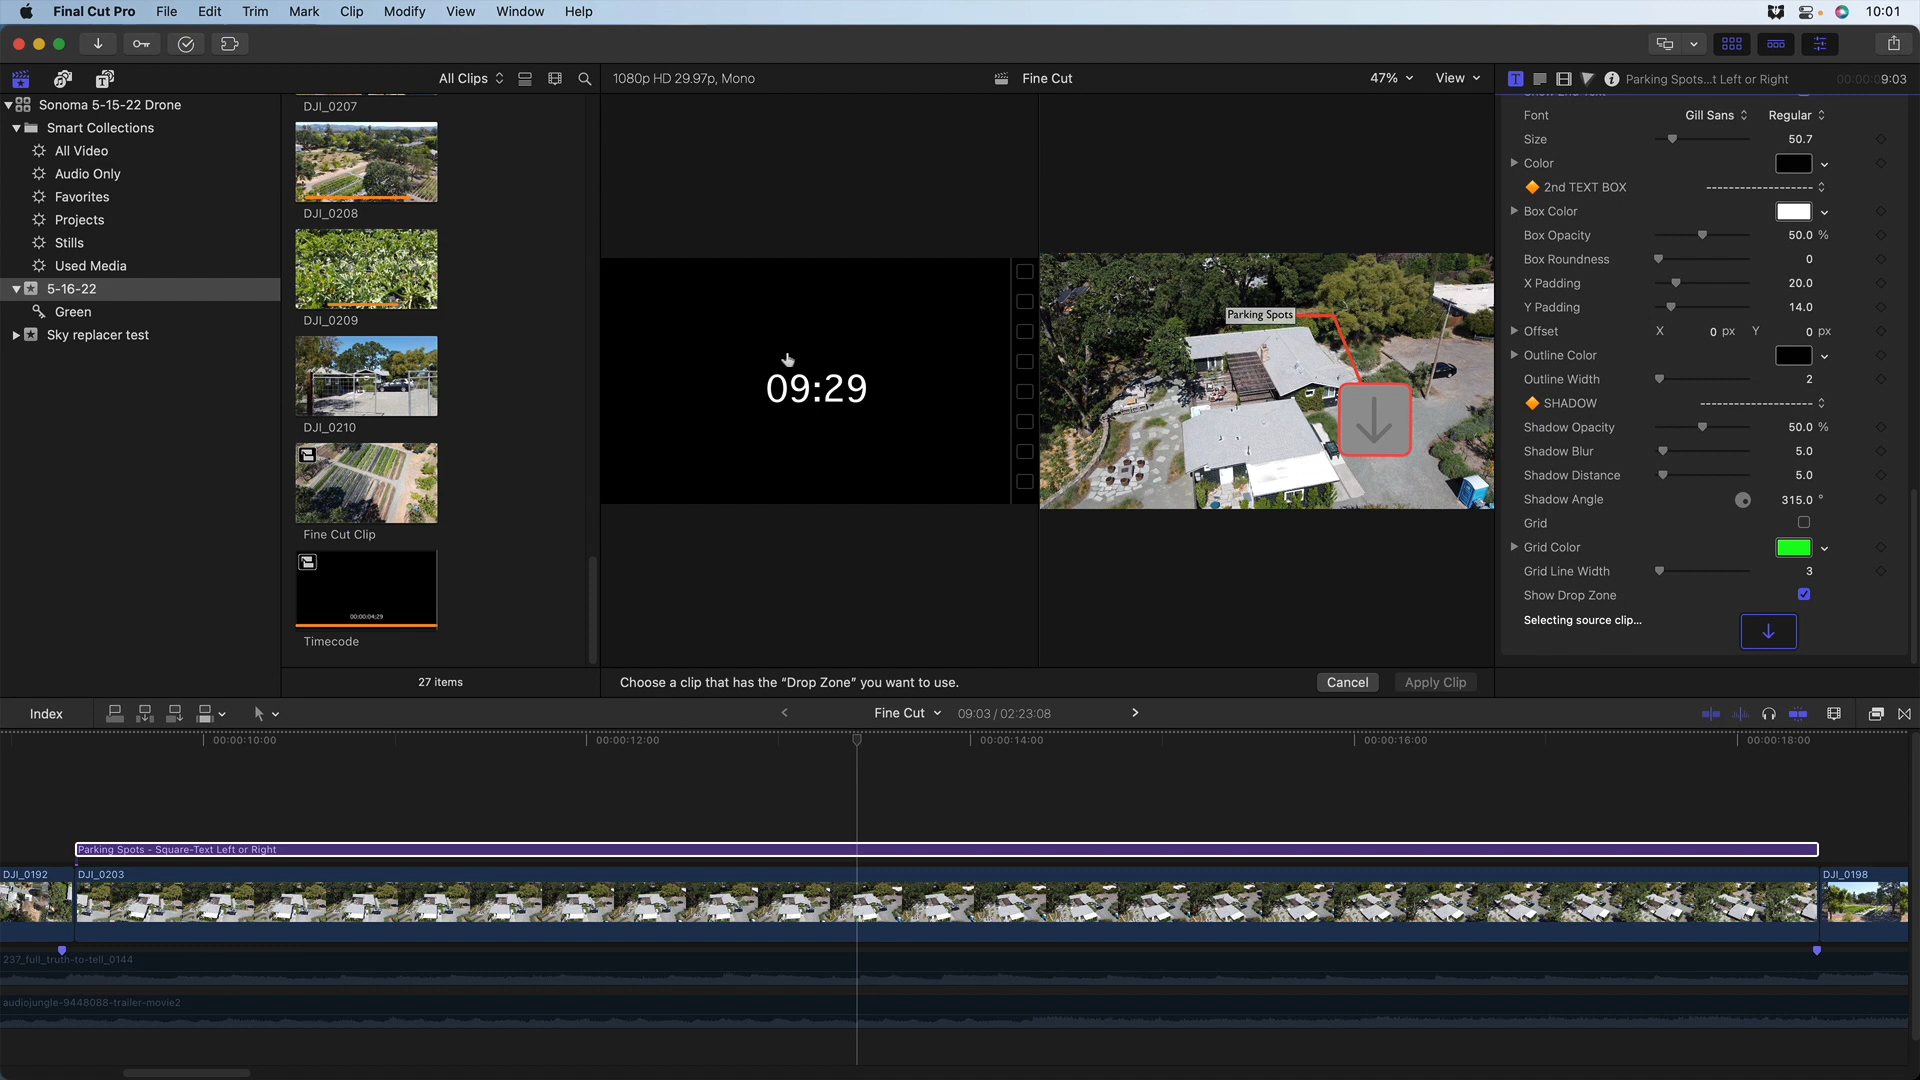 Final Cut Pro File Edit Trim Mark Clip Modify View Window Help 10:01
All Clips 1080p HD 29.97p, Mono Fine Cut 47% View Parking Spots...t Left or Right 00:00:09:03
Sonoma 5-15-22 Drone
Smart Collections
All Video
Audio Only
Favorites
Projects
Stills
Used Media
5-16-22
Green
Sky replacer test
DJI_0207
DJI_0208
DJI_0209
DJI_0210
Fine Cut Clip
00:00:04;29
Timecode
27 items
09:29
Parking Spots
Font Gill Sans Regular
Size 50.7
Color
2nd TEXT BOX --------------------
Box Color
Box Opacity 50.0 %
Box Roundness 0
X Padding 20.0
Y Padding 14.0
Offset X 0 px Y 0 px
Outline Color
Outline Width 2
SHADOW --------------------
Shadow Opacity 50.0 %
Shadow Blur 5.0
Shadow Distance 5.0
Shadow Angle 315.0 °
Grid
Grid Color
Grid Line Width 3
Show Drop Zone
Selecting source clip...
Choose a clip that has the “Drop Zone” you want to use. Cancel Apply Clip
Index Fine Cut 09:03 / 02:23:08
00:00:10:00 00:00:12:00 00:00:14:00 00:00:16:00 00:00:18:00
Parking Spots - Square-Text Left or Right
DJI_0192 DJI_0203 DJI_0198
237_full_truth-to-tell_0144
audiojungle-9448088-trailer-movie2